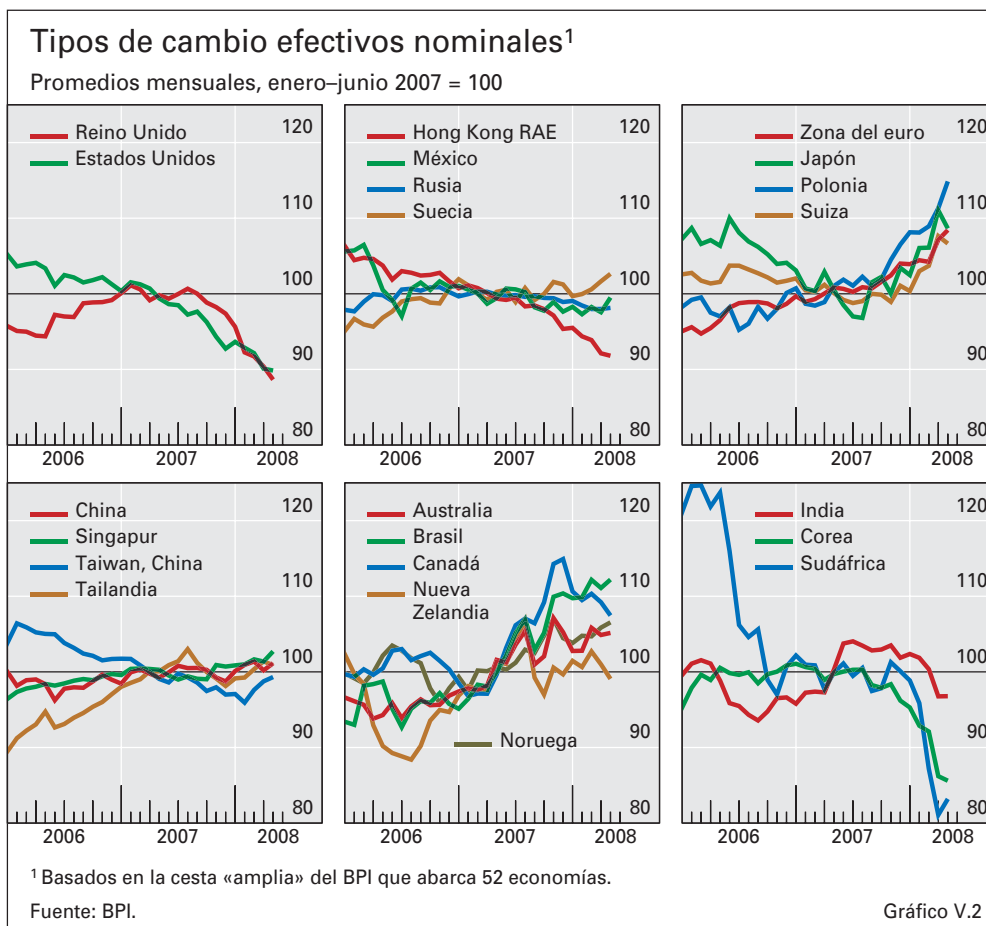 Tipos de cambio efectivos nominales¹
Promedios mensuales, enero–junio 2007 = 100
Reino Unido
Estados Unidos
120
110
100
90
80
2006 2007 2008
Hong Kong RAE
México
Rusia
Suecia
120
110
100
90
80
2006 2007 2008
Zona del euro
Japón
Polonia
Suiza
120
110
100
90
80
2006 2007 2008
China
Singapur
Taiwan, China
Tailandia
120
110
100
90
80
2006 2007 2008
Australia
Brasil
Canadá
Nueva
Zelandia
Noruega
120
110
100
90
80
2006 2007 2008
India
Corea
Sudáfrica
120
110
100
90
80
2006 2007 2008
¹ Basados en la cesta «amplia» del BPI que abarca 52 economías.
Fuente: BPI. Gráfico V.2